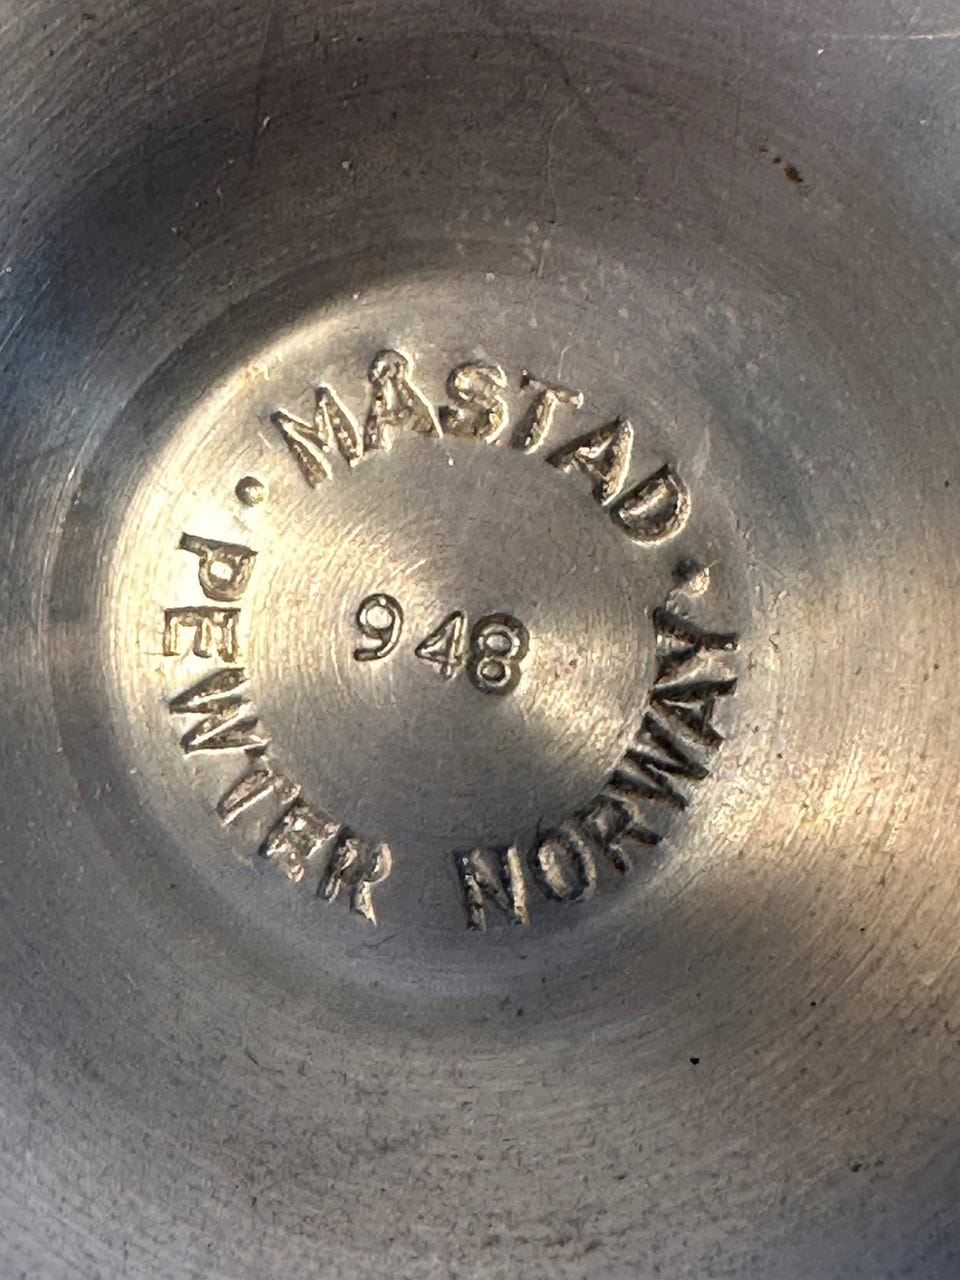 · MÅSTAD ·
PEWTER NORWAY
948